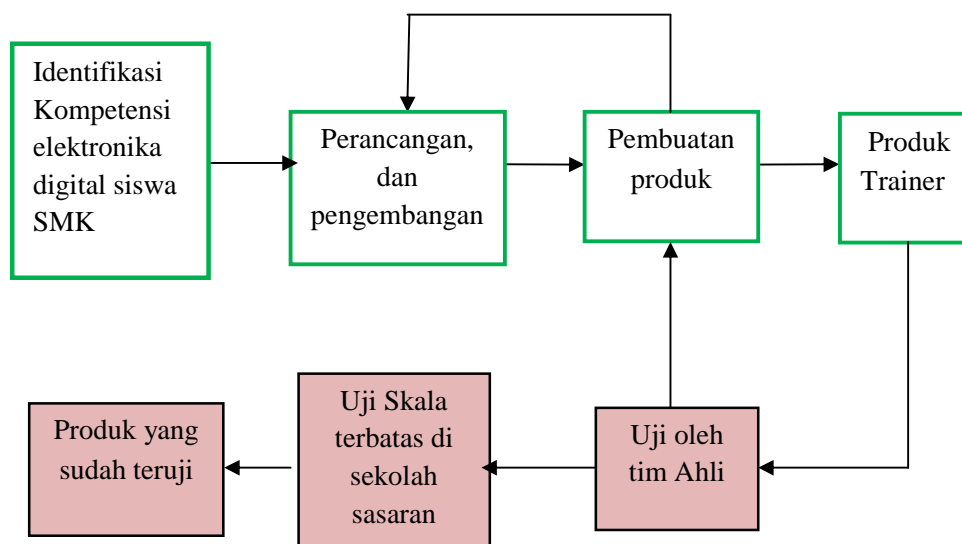 Identifikasi
Kompetensi
elektronika
digital siswa
SMK
Perancangan,
dan
pengembangan
Pembuatan
produk
Produk
Trainer
Produk yang
sudah teruji
Uji Skala
terbatas di
sekolah
sasaran
Uji oleh
tim Ahli